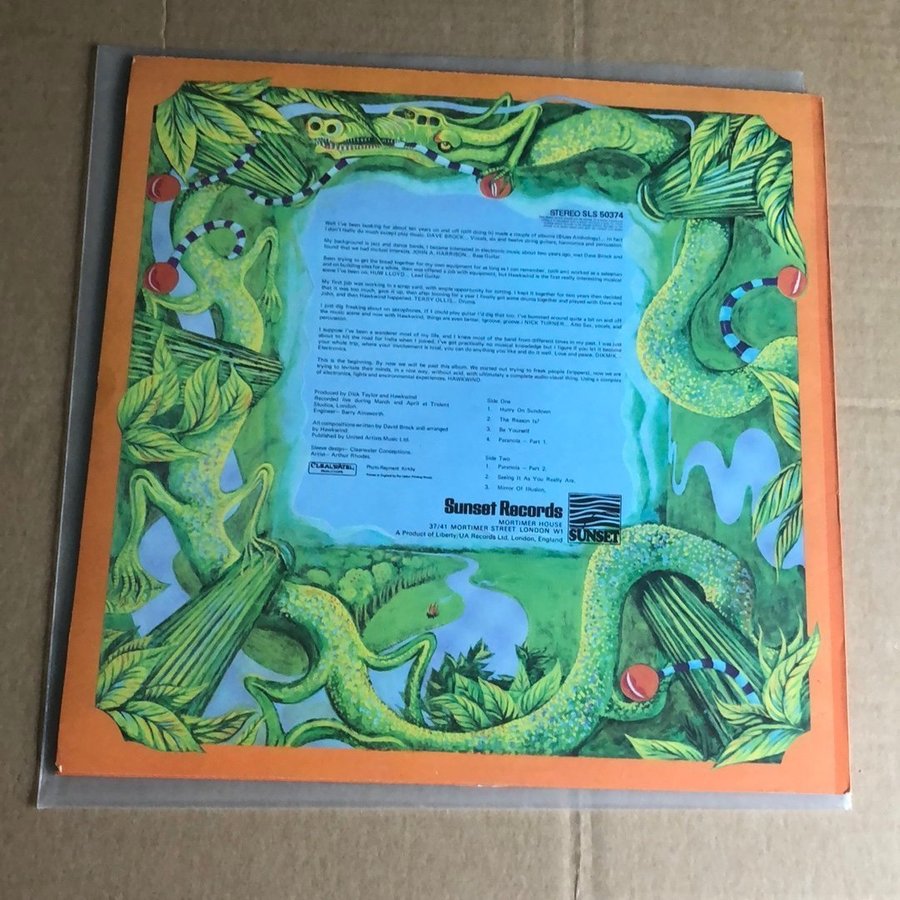 STEREO SLS 50374
Well I've been looking for about ten years on and off (still doing it) made a couple of albums (Blues Anthology)... In fact
I don't really do much except play music. DAVE BROCK... Vocals, six and twelve string guitars, harmonica and percussion
My background is jazz and dance bands, I became interested in electronic music about two years ago, met Dave Brock and
found that we had mutual interests. JOHN A. HARRISON... Bass Guitar.
Been trying to get the bread together for my own equipment for as long as I can remember, (still am) worked as a salesman
and on building sites for a while, then was offered a job with equipment, but Hawkwind is the first really interesting musical
scene I've been on. HUW LLOYD... Lead Guitar.
My first job was working in a spray yard, with ample opportunity for I kept it together for two years then decided
that it was too much, gave it up, then after bumming for a year I finally got some drums together and played with Dave and
John, and then Hawkwind happened. TERRY OLLIS... Drums.
I just dig freaking about on saxophones, if I could play guitar I'd dig that too. I've bummed around quite a bit on and off
the music scene and now with Hawkwind, things are even better, (groove, groove.) NICK TURNER... Alto Sax, vocals, and
percussion.
I suppose I've been a wanderer most of my life, and I knew most of the band from different times in my past, I was just
about to hit the road for India when I joined. I've got practically no musical knowledge but I figure if you let it become
your whole trip, where your involvement is total, you can do anything you like and do it well. Love and peace. DIKMIK...
Electronics.
This is the beginning. By now we will be past this album. We started out trying to freak people (trippers), now we are
trying to levitate their minds, in a nice way, without acid, with ultimately a complete audio-visual thing. Using a complex
of electronics, lights and environmental experiences. HAWKWIND.
Produced by Dick Taylor and Hawkwind
Recorded live during March and April at Trident
Studios, London.
Engineer - Barry Ainsworth.
All compositions written by David Brock and arranged
by Hawkwind
Published by United Artists Music Ltd.
Sleeve design - Clearwater Conceptions.
Artist - Arthur Rhodes.
CLEARWATER
PRODUCTIONS
Photo-Rayment Kirkby
Side One
1. Hurry On Sundown
2. The Reason Is?
3. Be Yourself
4. Paranoia - Part 1.
Side Two
1. Paranoia - Part 2.
2. Seeing It As You Really Are.
3. Mirror Of Illusion.
Sunset Records
MORTIMER HOUSE
37/41 MORTIMER STREET LONDON W1
A Product of Liberty/UA Records Ltd, London, England
SUNSET